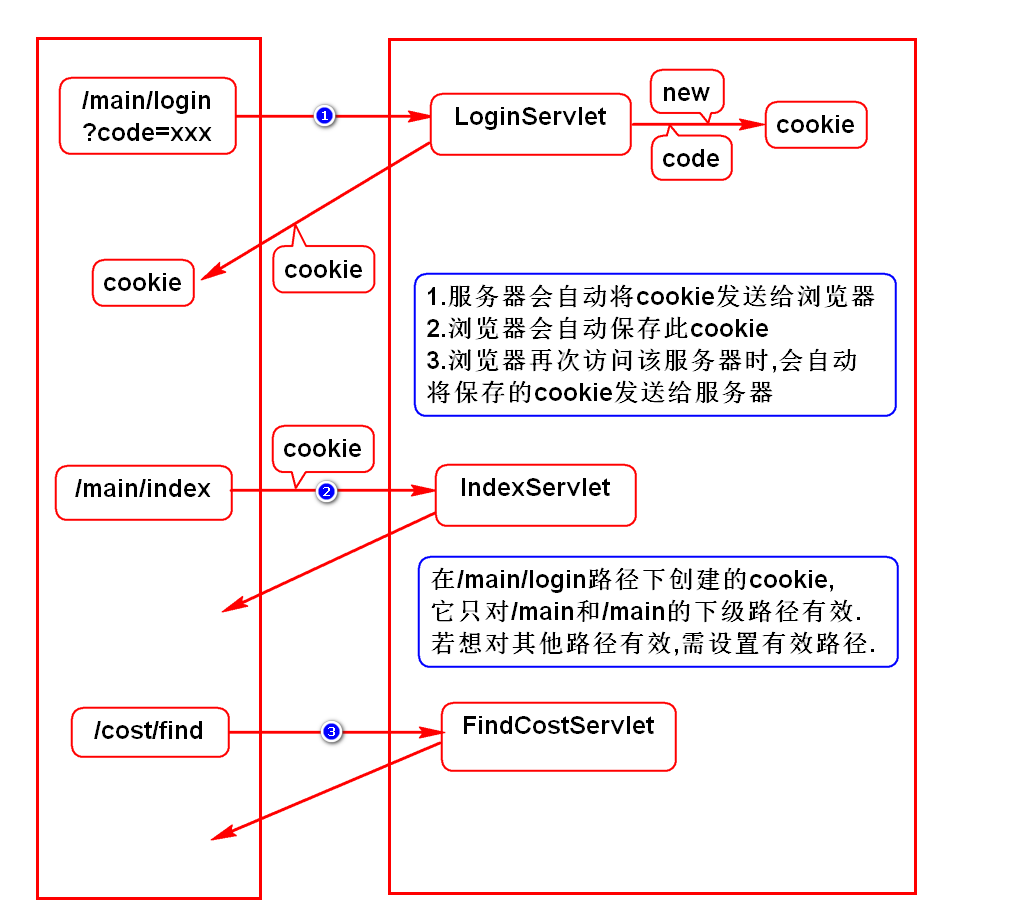 /main/login
?code=xxx
1
LoginServlet
new
code
cookie
cookie
cookie
1.服务器会自动将cookie发送给浏览器
2.浏览器会自动保存此cookie
3.浏览器再次访问该服务器时,会自动
将保存的cookie发送给服务器
cookie
/main/index
2
IndexServlet
在/main/login路径下创建的cookie,
它只对/main和/main的下级路径有效.
若想对其他路径有效,需设置有效路径.
/cost/find
3
FindCostServlet